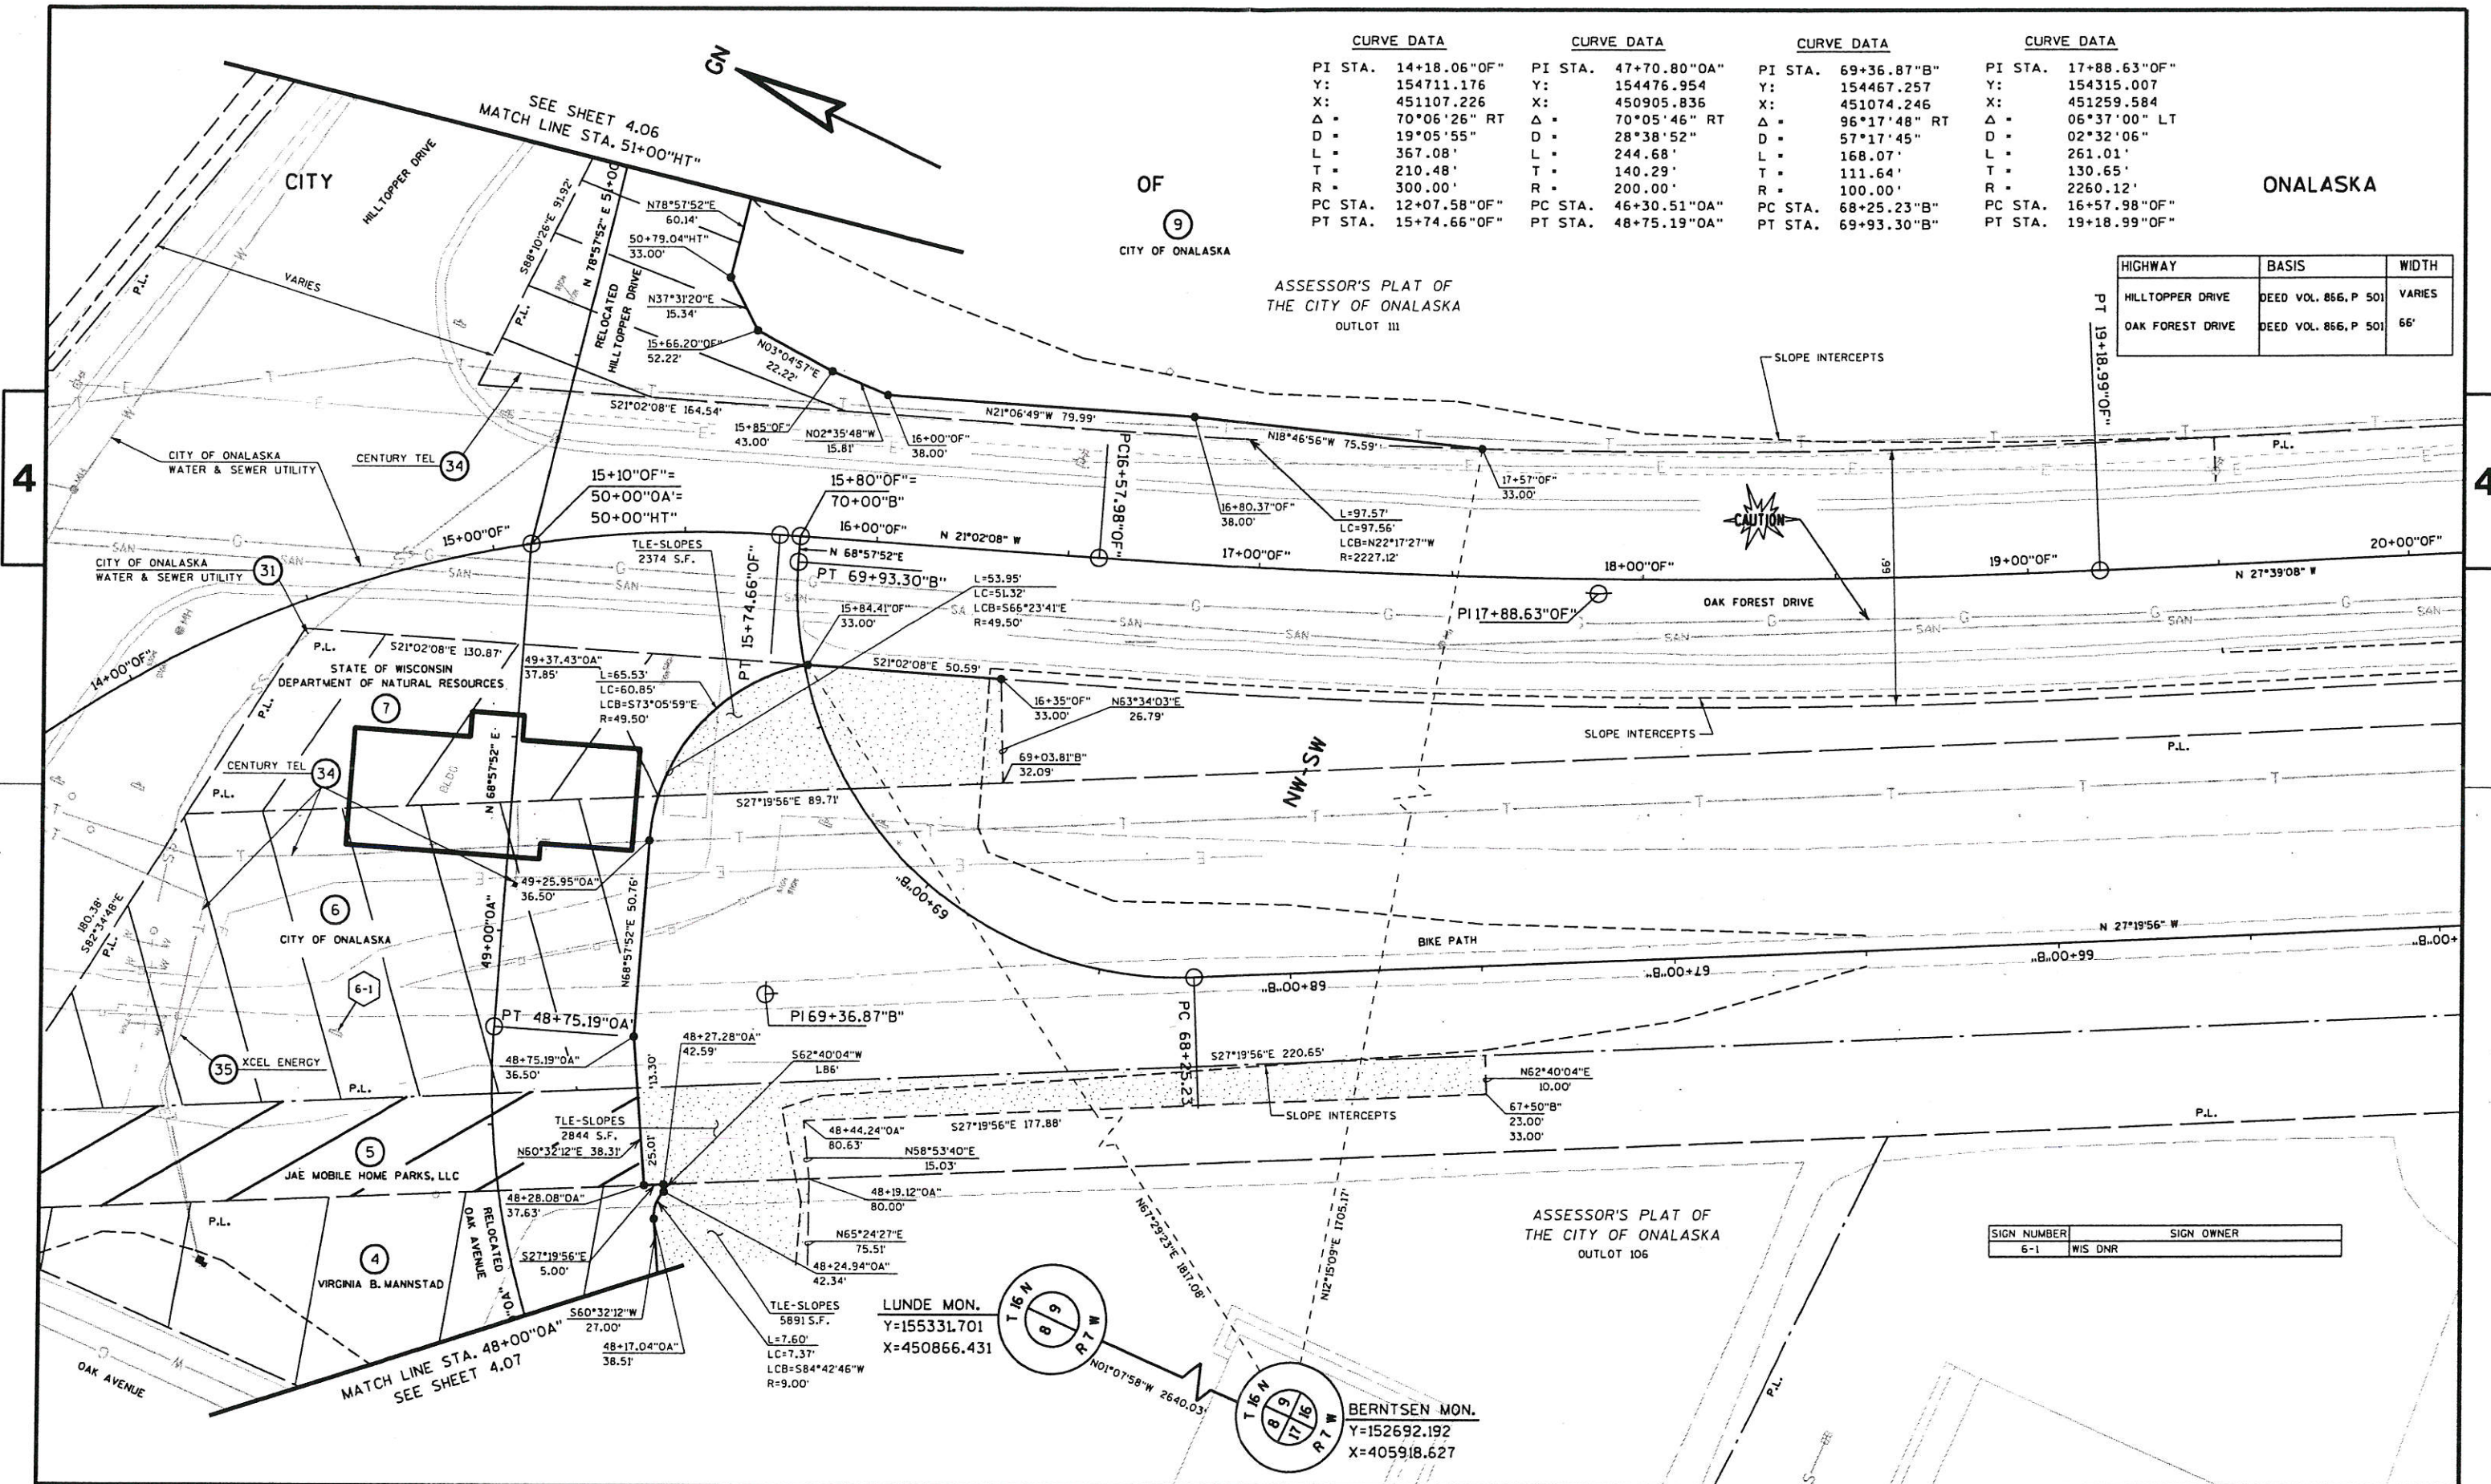 GN
SEE SHEET 4.06
MATCH LINE STA. 51+00"HT"
CITY
HILLTOPPER DRIVE
OF
9
CITY OF ONALASKA
ONALASKA
CURVE DATA
PI STA. 14+18.06"OF"
Y: 154711.176
X: 451107.226
Δ = 70°06'26" RT
D = 19°05'55"
L = 367.08'
T = 210.48'
R = 300.00'
PC STA. 12+07.58"OF"
PT STA. 15+74.66"OF"
CURVE DATA
PI STA. 47+70.80"OA"
Y: 154476.954
X: 450905.836
Δ = 70°05'46" RT
D = 28°38'52"
L = 244.68'
T = 140.29'
R = 200.00'
PC STA. 46+30.51"OA"
PT STA. 48+75.19"OA"
CURVE DATA
PI STA. 69+36.87"B"
Y: 154467.257
X: 451074.246
Δ = 96°17'48" RT
D = 57°17'45"
L = 168.07'
T = 111.64'
R = 100.00'
PC STA. 68+25.23"B"
PT STA. 69+93.30"B"
CURVE DATA
PI STA. 17+88.63"OF"
Y: 154315.007
X: 451259.584
Δ = 06°37'00" LT
D = 02°32'06"
L = 261.01'
T = 130.65'
R = 2260.12'
PC STA. 16+57.98"OF"
PT STA. 19+18.99"OF"
HIGHWAY BASIS WIDTH
HILLTOPPER DRIVE DEED VOL. 866, P 501 VARIES
OAK FOREST DRIVE DEED VOL. 866, P 501 66'
ASSESSOR'S PLAT OF
THE CITY OF ONALASKA
OUTLOT 111
SLOPE INTERCEPTS
PT 19+18.99"OF"
P.L.
VARIES
P.L.
S88°10'26"E 91.92'
N 78°57'52" E 51+00
RELOCATED
HILLTOPPER DRIVE
N78°57'52"E
60.14'
50+79.04"HT"
33.00'
N37°31'20"E
15.34'
15+66.20"OF"
52.22'
N03°04'57"E
22.22'
S21°02'08"E 164.54'
15+85"OF"
43.00'
N02°35'48"W
15.81'
16+00"OF"
38.00'
N21°06'49"W 79.99'
N18°46'56"W 75.59'
P.L.
4
4
CITY OF ONALASKA
WATER & SEWER UTILITY
CENTURY TEL 34
15+10"OF"=
50+00"OA'=
50+00"HT"
15+80"OF"=
70+00"B"
PC16+57.98"OF"
16+80.37"OF"
38.00'
L=97.57'
LC=97.56'
LCB=N22°17'27"W
R=2227.12'
17+57"OF"
33.00'
CAUTION
66'
15+00"OF"
16+00"OF"
N 21°02'08" W
17+00"OF"
18+00"OF"
19+00"OF"
20+00"OF"
N 27°39'08" W
CITY OF ONALASKA
WATER & SEWER UTILITY 31
TLE-SLOPES
2374 S.F.
N 68°57'52"E
PT 69+93.30"B"
PT 15+74.66"OF"
L=53.95'
LC=51.32'
LCB=S66°23'41"E
R=49.50'
15+84.41"OF"
33.00'
PI 17+88.63"OF"
OAK FOREST DRIVE
14+00"OF"
P.L.
S21°02'08"E 130.87'
STATE OF WISCONSIN
DEPARTMENT OF NATURAL RESOURCES
7
P.L.
49+37.43"OA"
37.85'
L=65.53'
LC=60.85'
LCB=S73°05'59"E
R=49.50'
S21°02'08"E 50.59'
16+35"OF"
33.00'
N63°34'03"E
26.79'
69+03.81"B"
32.09'
SLOPE INTERCEPTS
P.L.
NW-SW
CENTURY TEL 34
P.L.
BLDG
N 68°57'52" E
S27°19'56"E 89.71'
49+25.95"OA"
36.50'
69+00"B"
180.38'
S82°34'48"E
P.L.
6
CITY OF ONALASKA
49+00"OA"
N68°57'52"E 50.76'
6-1
BIKE PATH
N 27°19'56" W
68+00"B"
67+00"B"
66+00"B"
+00"B"
PT 48+75.19"OA"
PI 69+36.87"B"
PC 68+25.23
35 XCEL ENERGY
48+75.19"OA"
36.50'
48+27.28"OA"
42.59'
S62°40'04"W
1.86'
13.30'
S27°19'56"E 220.65'
N62°40'04"E
10.00'
67+50"B"
23.00'
33.00'
P.L.
TLE-SLOPES
2844 S.F.
N60°32'12"E 38.31'
25.01'
48+44.24"OA"
80.63'
S27°19'56"E 177.88'
SLOPE INTERCEPTS
N58°53'40"E
15.03'
P.L.
5
JAE MOBILE HOME PARKS, LLC
48+28.08"OA"
37.63'
48+19.12"OA"
80.00'
P.L.
RELOCATED
OAK AVENUE
"OA"
S27°19'56"E
5.00'
N65°24'27"E
75.51'
48+24.94"OA"
42.34'
4
VIRGINIA B. MANNSTAD
N67°29'23"E 1817.08'
N12°15'09"E 1705.17'
ASSESSOR'S PLAT OF
THE CITY OF ONALASKA
OUTLOT 106
SIGN NUMBER SIGN OWNER
6-1 WIS DNR
S60°32'12"W
27.00'
48+17.04"OA"
38.51'
TLE-SLOPES
5891 S.F.
L=7.60'
LC=7.37'
LCB=S84°42'46"W
R=9.00'
LUNDE MON.
Y=155331.701
X=450866.431
T 16 N
8 9
R 7 W
N01°07'58"W 2640.03'
T 16 N
8 9
17 16
R 7 W
BERNTSEN MON.
Y=152692.192
X=405918.627
OAK AVENUE
MATCH LINE STA. 48+00"OA"
SEE SHEET 4.07
P.L.